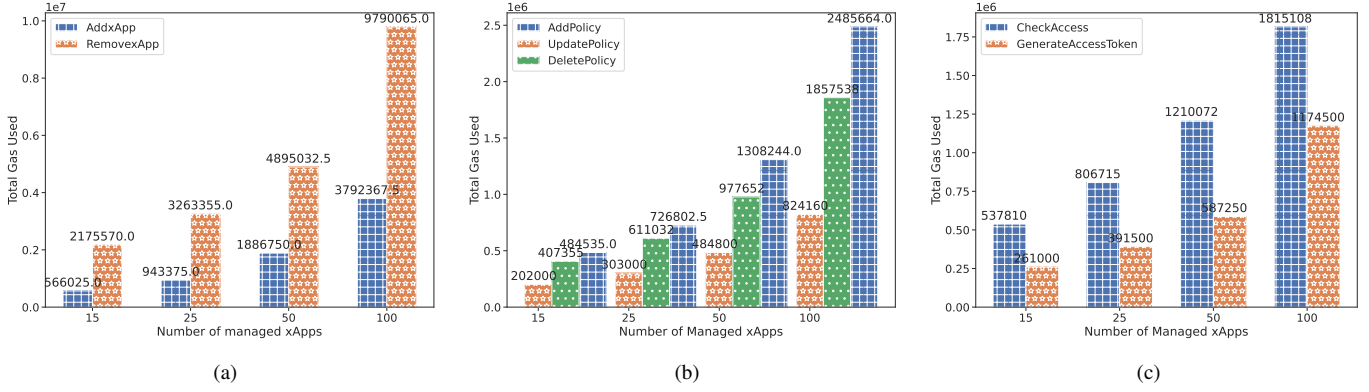 1e7
AddxApp
RemovexApp
Total Gas Used
1.0
0.8
0.6
0.4
0.2
0.0
566025.0
2175570.0
943375.0
3263355.0
1886750.0
4895032.5
3792367.5
9790065.0
15 25 50 100
Number of managed xApps
(a)
1e6
AddPolicy
UpdatePolicy
DeletePolicy
Total Gas Used
2.5
2.0
1.5
1.0
0.5
0.0
202000
407355
484535.0
303000
611032
726802.5
484800
977652
1308244.0
824160
1857538
2485664.0
15 25 50 100
Number of Managed xApps
(b)
1e6
CheckAccess
GenerateAccessToken
Total Gas Used
1.75
1.50
1.25
1.00
0.75
0.50
0.25
0.00
537810
261000
806715
391500
1210072
587250
1815108
1174500
15 25 50 100
Number of Managed xApps
(c)